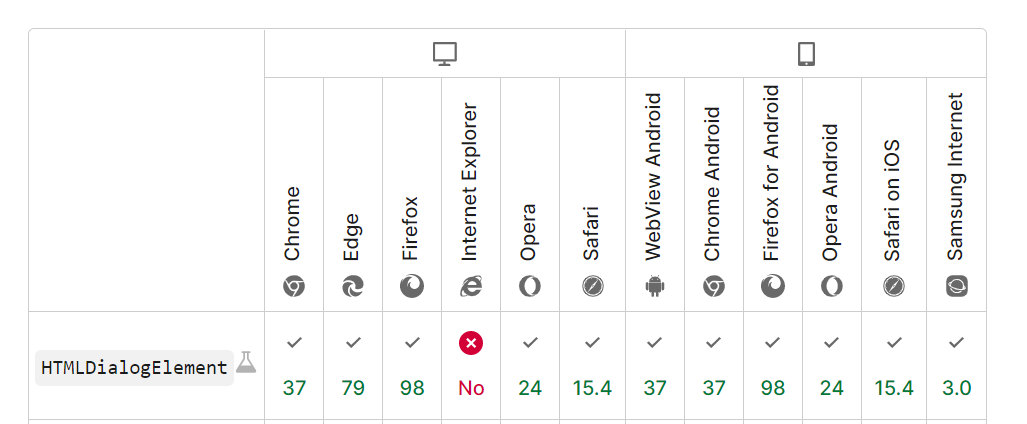 Chrome
Edge
Firefox
Internet Explorer
Opera
Safari
WebView Android
Chrome Android
Firefox for Android
Opera Android
Safari on iOS
Samsung Internet
HTMLDialogElement
37 79 98 No 24 15.4 37 37 98 24 15.4 3.0